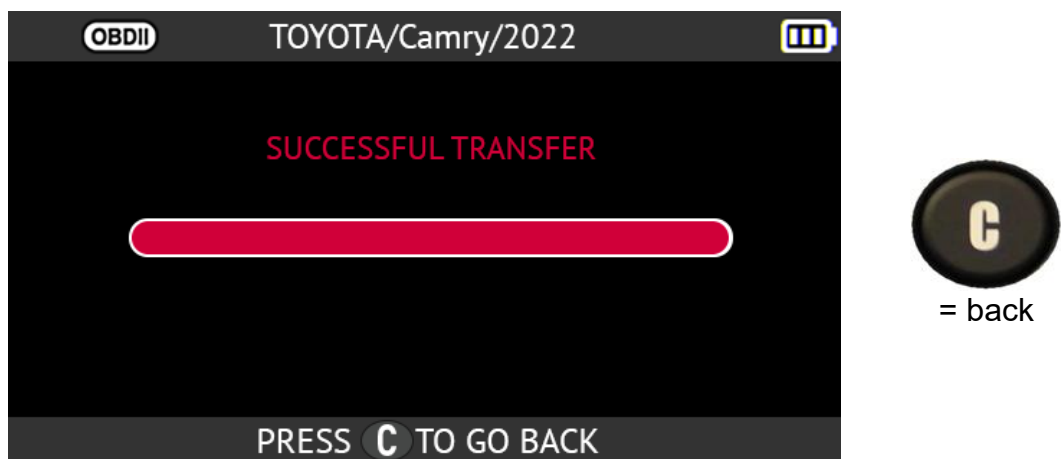 OBDII TOYOTA/Camry/2022
SUCCESSFUL TRANSFER
C
= back
PRESS C TO GO BACK